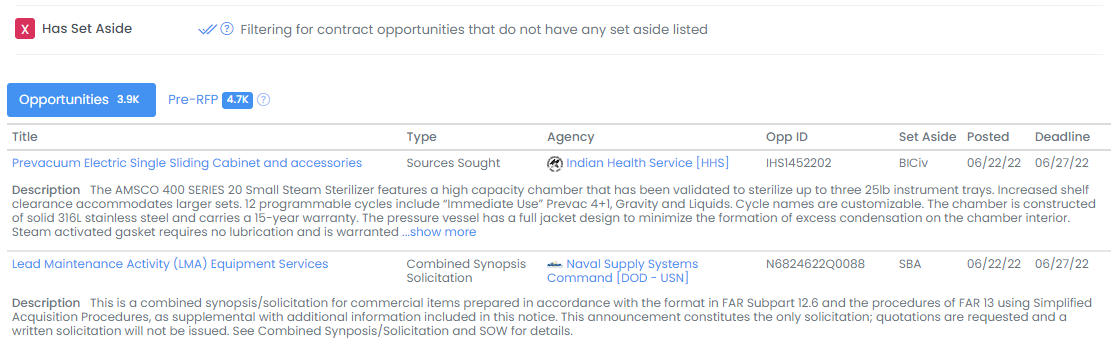 X Has Set Aside ? Filtering for contract opportunities that do not have any set aside listed
Opportunities 3.9K Pre-RFP 4.7K ?
Title Type Agency Opp ID Set Aside Posted Deadline
Prevacuum Electric Single Sliding Cabinet and accessories Sources Sought Indian Health Service [HHS] IHS1452202 BICiv 06/22/22 06/27/22
Description The AMSCO 400 SERIES 20 Small Steam Sterilizer features a high capacity chamber that has been validated to sterilize up to three 25lb instrument trays. Increased shelf
clearance accommodates larger sets. 12 programmable cycles include “Immediate Use” Prevac 4+1, Gravity and Liquids. Cycle names are customizable. The chamber is constructed
of solid 316L stainless steel and carries a 15-year warranty. The pressure vessel has a full jacket design to minimize the formation of excess condensation on the chamber interior.
Steam activated gasket requires no lubrication and is warranted ...show more
Lead Maintenance Activity (LMA) Equipment Services Combined Synopsis Naval Supply Systems N6824622Q0088 SBA 06/22/22 06/27/22
Solicitation Command [DOD - USN]
Description This is a combined synopsis/solicitation for commercial items prepared in accordance with the format in FAR Subpart 12.6 and the procedures of FAR 13 using Simplified
Acquisition Procedures, as supplemental with additional information included in this notice. This announcement constitutes the only solicitation; quotations are requested and a
written solicitation will not be issued. See Combined Synposis/Solicitation and SOW for details.